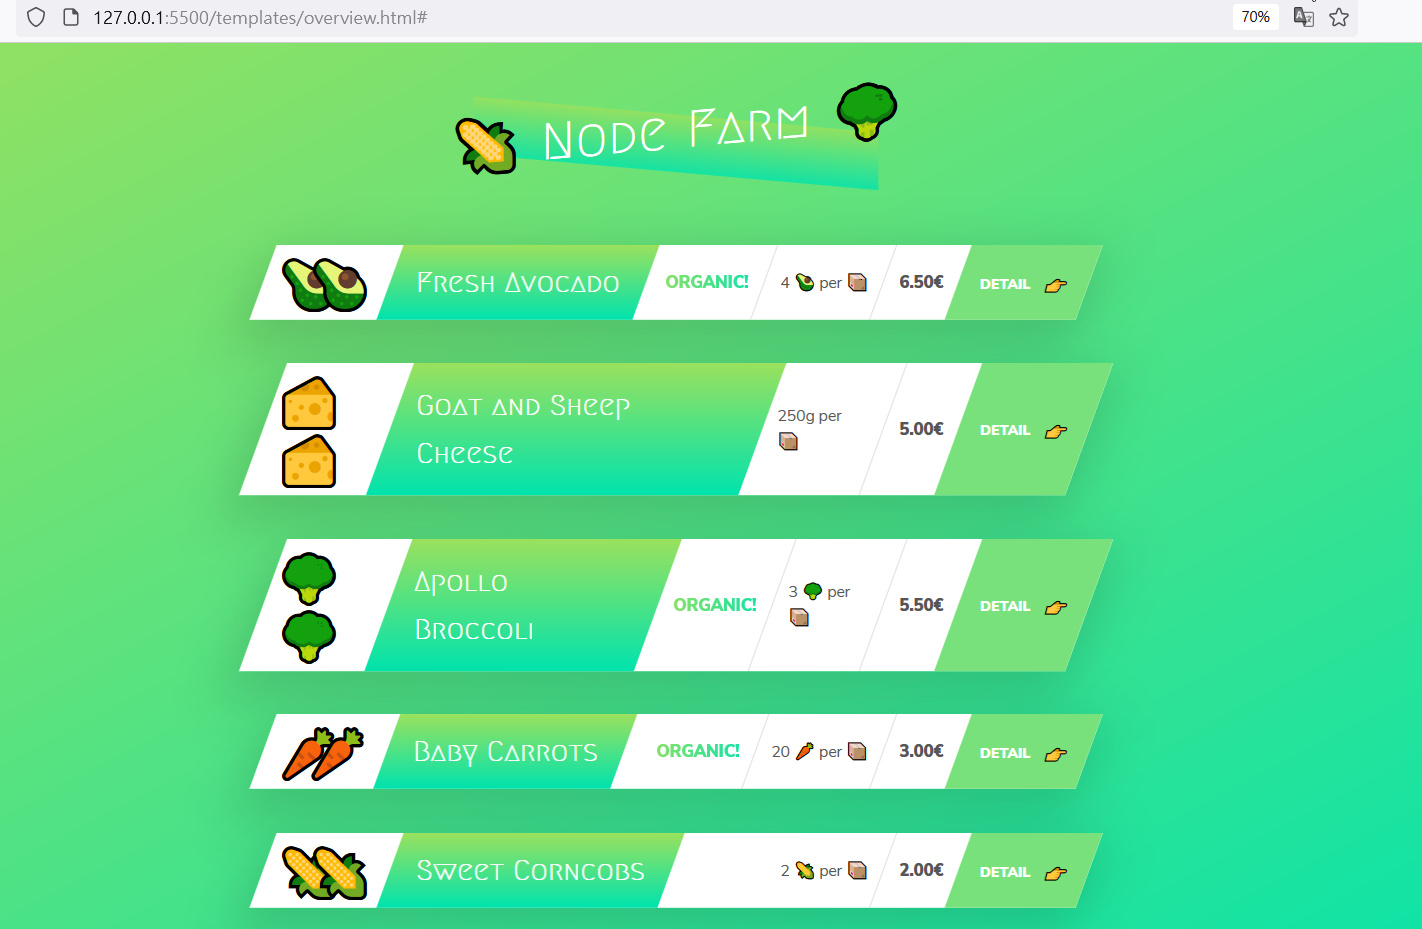 127.0.0.1:5500/templates/overview.html#
70%
🌽 Node Farm 🥦
Fresh Avocado
ORGANIC!
4 🥑 per 📦
6.50€
DETAIL 👉
Goat and Sheep
Cheese
250g per
📦
5.00€
DETAIL 👉
Apollo
Broccoli
ORGANIC!
3 🥦 per
📦
5.50€
DETAIL 👉
Baby Carrots
ORGANIC!
20 🥕 per 📦
3.00€
DETAIL 👉
Sweet Corncobs
2 🌽 per 📦
2.00€
DETAIL 👉